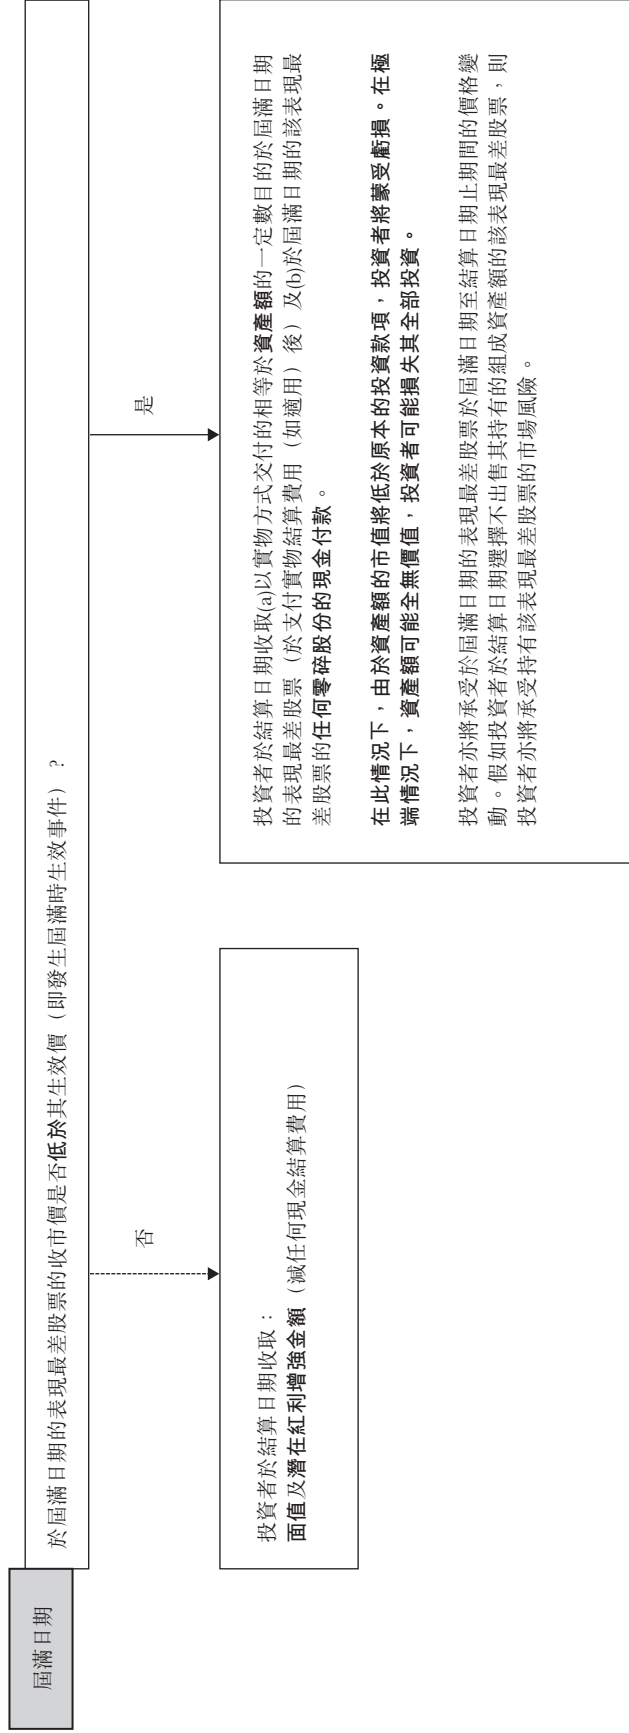 屆滿日期
於屆滿日期的表現最差股票的收市價是否低於其生效價（即發生屆滿時生效事件）？
否
是
投資者於結算日期收取：
面值及潛在紅利增強金額（減任何現金結算費用）
投資者於結算日期收取(a)以實物方式交付的相等於資產額的一定數目的於屆滿日期
的表現最差股票（於支付實物結算費用（如適用）後）及(b)於屆滿日期的該表現最
差股票的任何零碎股份的現金付款。
在此情況下，由於資產額的市值將低於原本的投資款項，投資者將蒙受虧損。在極
端情況下，資產額可能全無價值，投資者可能損失其全部投資。
投資者亦將承受於屆滿日期的表現最差股票於屆滿日期至結算日期止期間的價格變
動。假如投資者於結算日期選擇不出售其持有的組成資產額的該表現最差股票，則
投資者亦將承受持有該表現最差股票的市場風險。